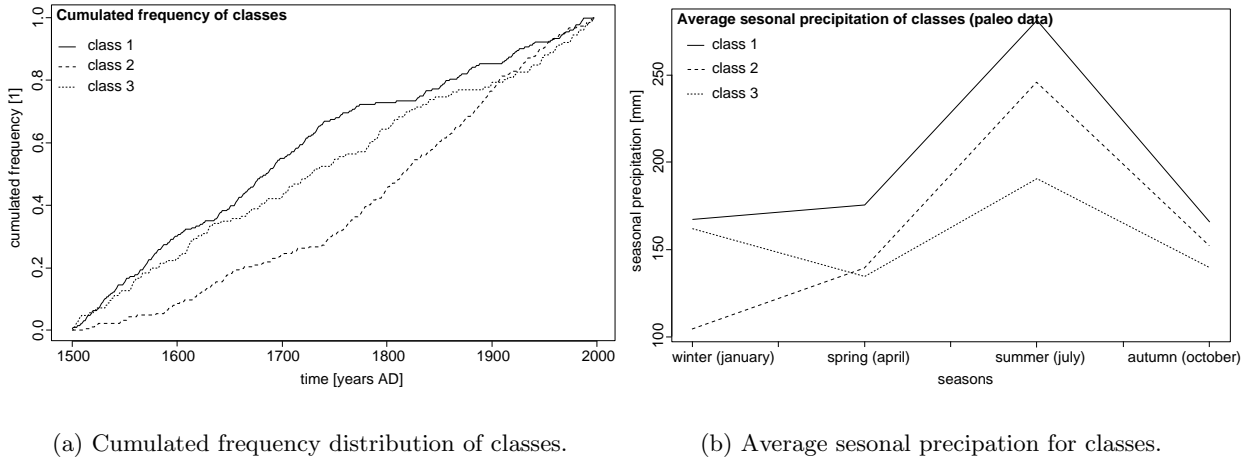 Cumulated frequency of classes
class 1
class 2
class 3
cumulated frequency [1]
0.0
0.2
0.4
0.6
0.8
1.0
1500
1600
1700
1800
1900
2000
time [years AD]
(a) Cumulated frequency distribution of classes.
Average sesonal precipitation of classes (paleo data)
class 1
class 2
class 3
seasonal precipitation [mm]
100
150
200
250
winter (january)
spring (april)
summer (july)
autumn (october)
seasons
(b) Average sesonal precipation for classes.